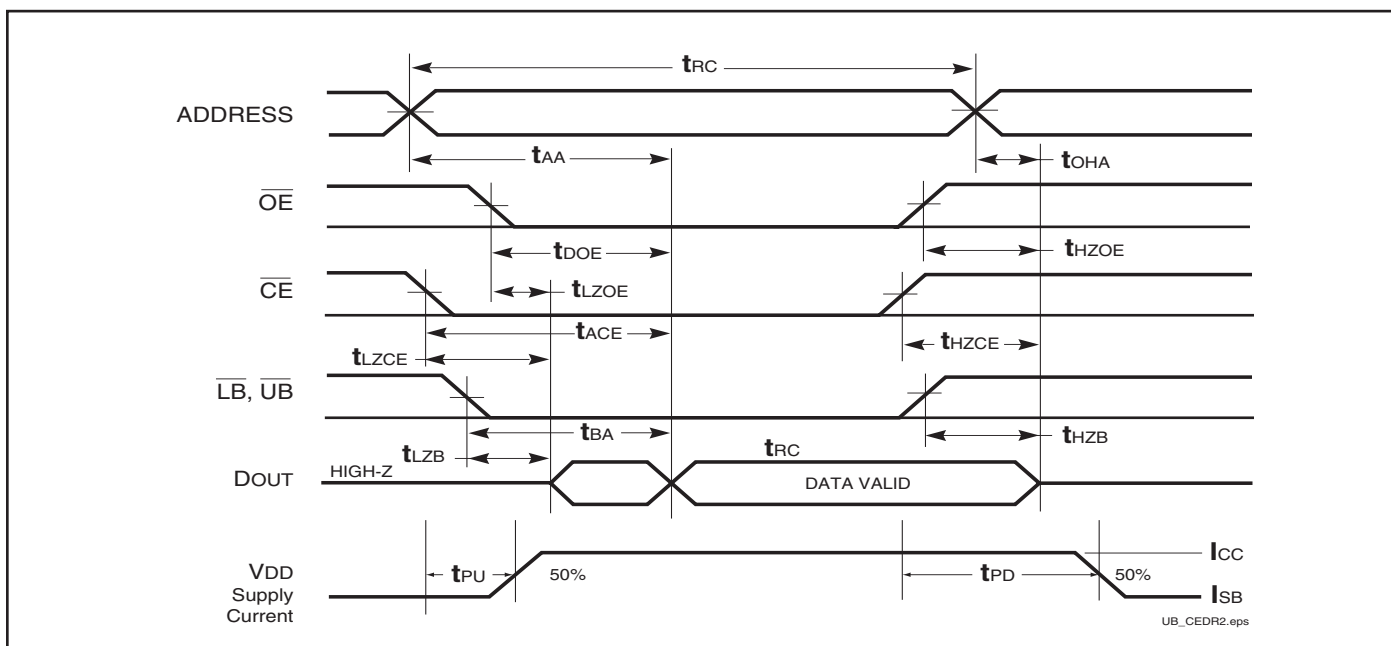 tRC
ADDRESS
tAA
tOHA
OE
tDOE
tHZOE
CE
tLZOE
tACE
tHZCE
tLZCE
LB, UB
tBA
tHZB
tLZB
tRC
DOUT
HIGH-Z
DATA VALID
ICC
VDD
Supply
Current
tPU
50%
tPD
50%
ISB
UB_CEDR2.eps